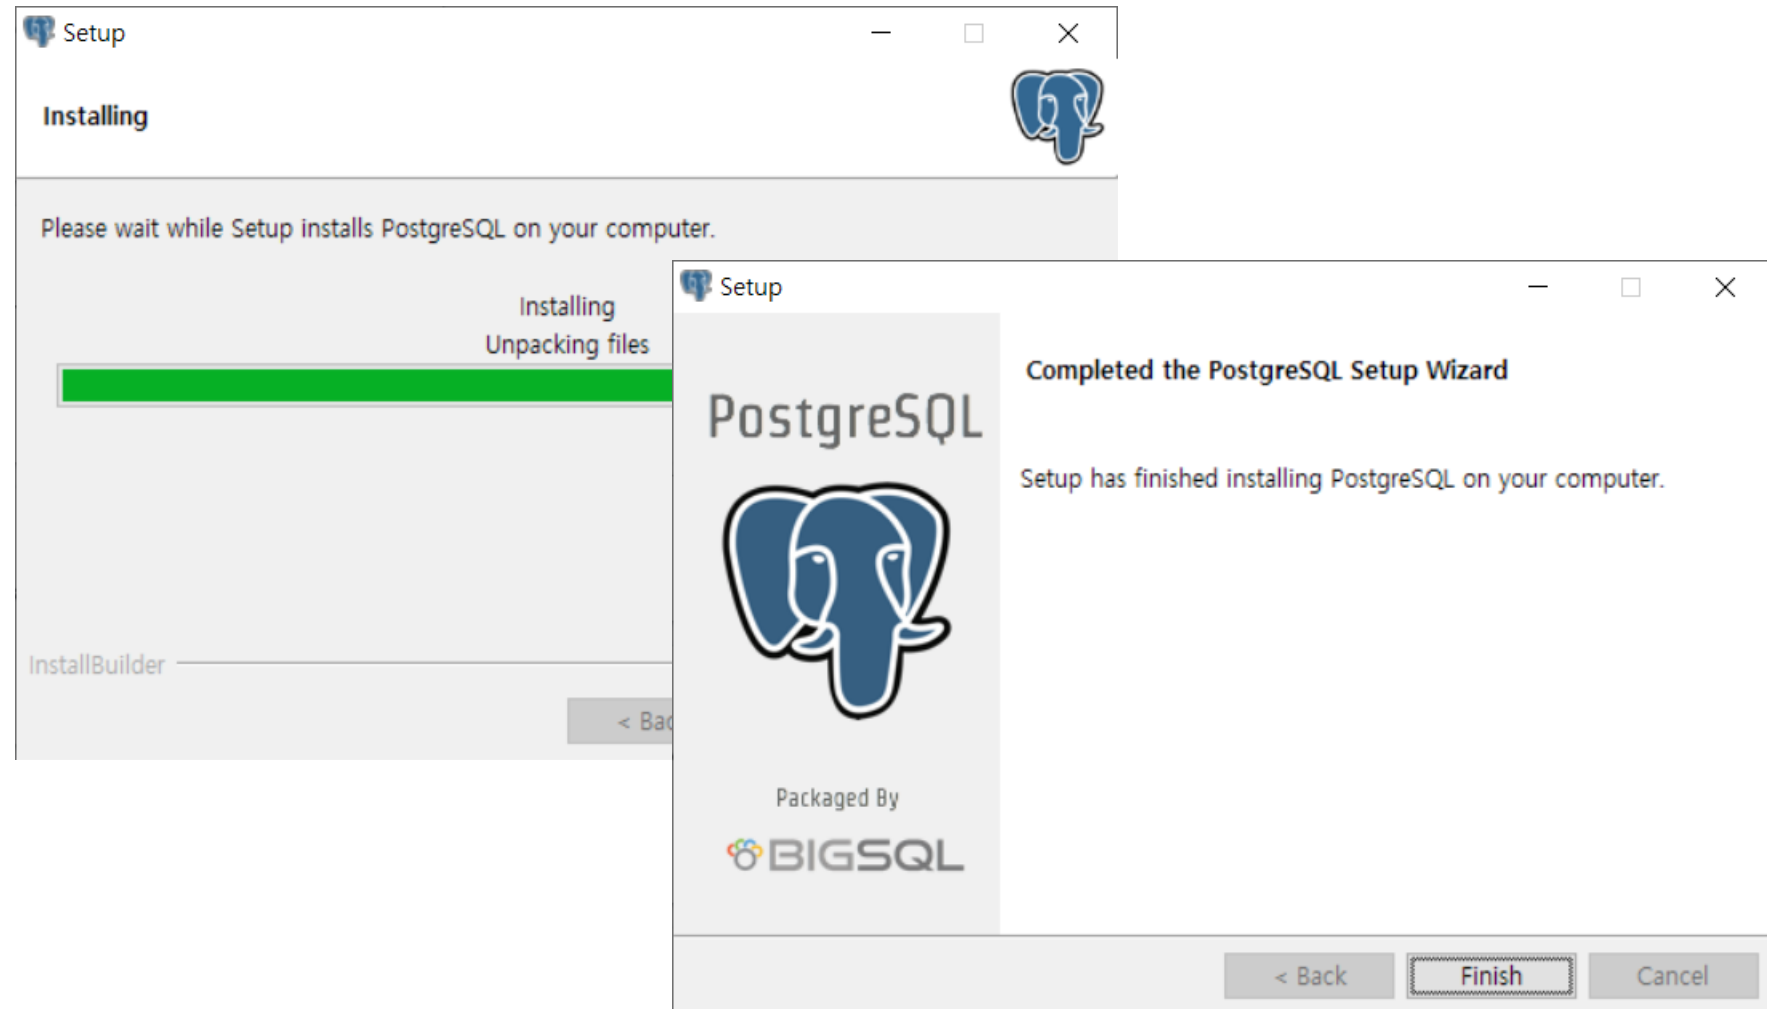 Setup
Installing
Please wait while Setup installs PostgreSQL on your computer.
Installing
Unpacking files
InstallBuilder
< Bac
Setup
PostgreSQL
Packaged By
BIGSQL
Completed the PostgreSQL Setup Wizard
Setup has finished installing PostgreSQL on your computer.
< Back
Finish
Cancel